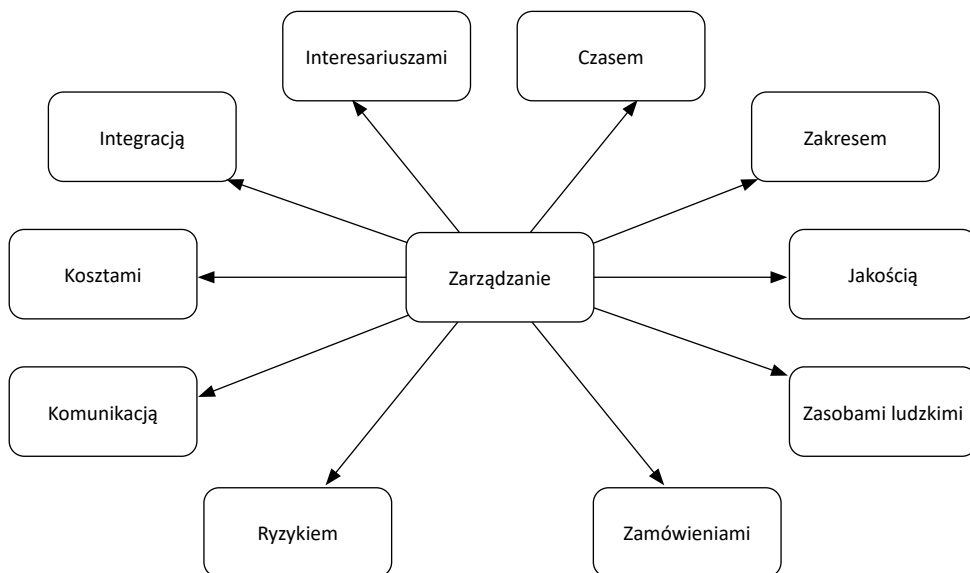 Interesariuszami
Czasem
Integracją
Zakresem
Kosztami
Zarządzanie
Jakością
Komunikacją
Zasobami ludzkimi
Ryzykiem
Zamówieniami